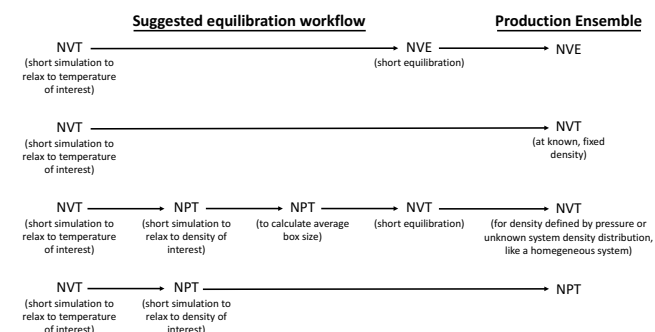 Suggested equilibration workflow
Production Ensemble
NVT
(short simulation to
relax to temperature
of interest)
NVE
(short equilibration)
NVE
NVT
(short simulation to
relax to temperature
of interest)
NVT
(at known, fixed
density)
NVT
(short simulation to
relax to temperature
of interest)
NPT
(short simulation to
relax to density of
interest)
NPT
(to calculate average
box size)
NVT
(short equilibration)
NVT
(for density defined by pressure or
unknown system density distribution,
like a homegeneous system)
NVT
(short simulation to
relax to temperature
of interest)
NPT
(short simulation to
relax to density of
interest)
NPT